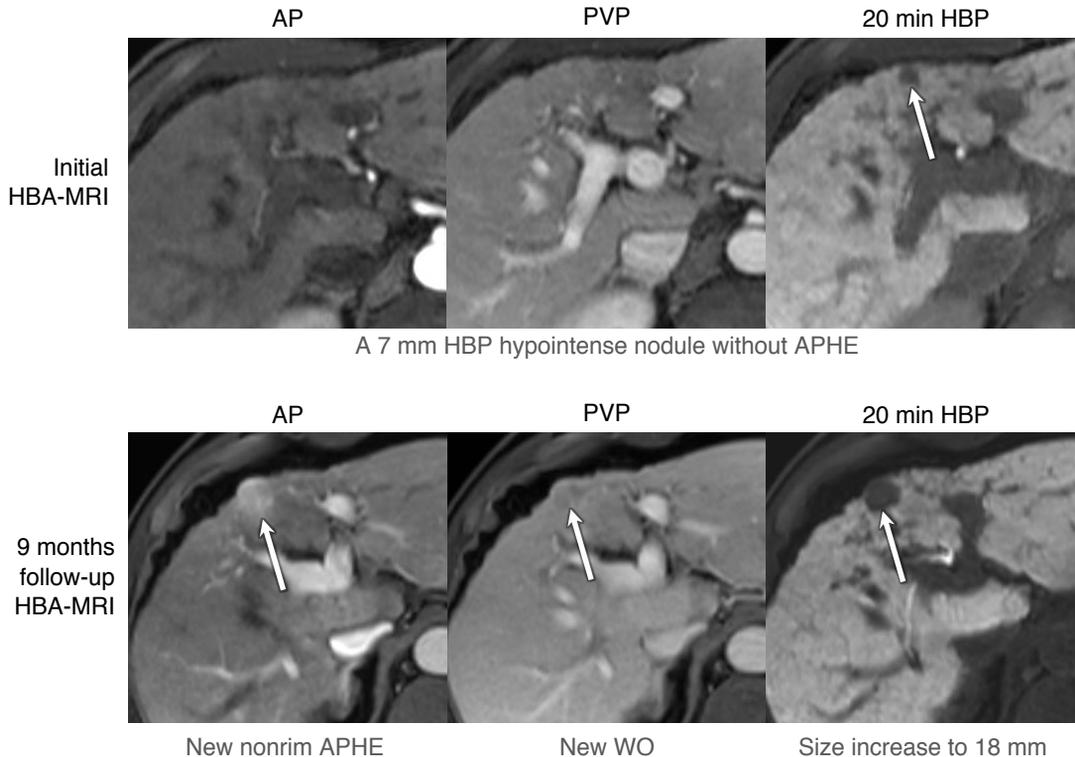 AP
PVP
20 min HBP
Initial
HBA-MRI
A 7 mm HBP hypointense nodule without APHE
AP
PVP
20 min HBP
9 months
follow-up
HBA-MRI
New nonrim APHE
New WO
Size increase to 18 mm